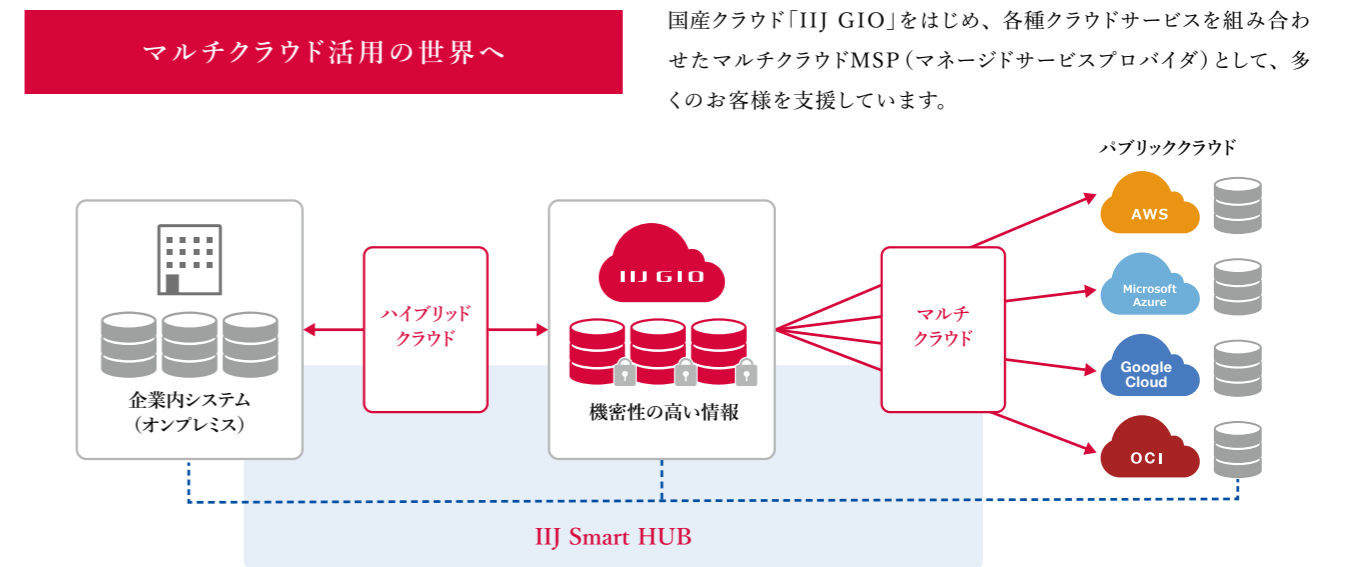 マルチクラウド活用の世界へ
国産クラウド「IIJ GIO」をはじめ、各種クラウドサービスを組み合わ
せたマルチクラウドMSP（マネージドサービスプロバイダ）として、多
くのお客様を支援しています。
パブリッククラウド
AWS
Microsoft
Azure
Google
Cloud
OCI
IIJ GIO
ハイブリッド
クラウド
マルチ
クラウド
企業内システム
（オンプレミス）
機密性の高い情報
IIJ Smart HUB